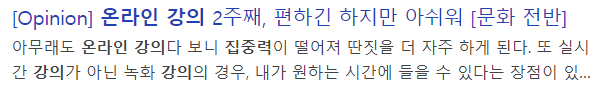 [Opinion] 온라인 강의 2주째, 편하긴 하지만 아쉬워 [문화 전반]
아무래도 온라인 강의다 보니 집중력이 떨어져 딴짓을 더 자주 하게 된다. 또 실시
간 강의가 아닌 녹화 강의의 경우, 내가 원하는 시간에 들을 수 있다는 장점이 있...